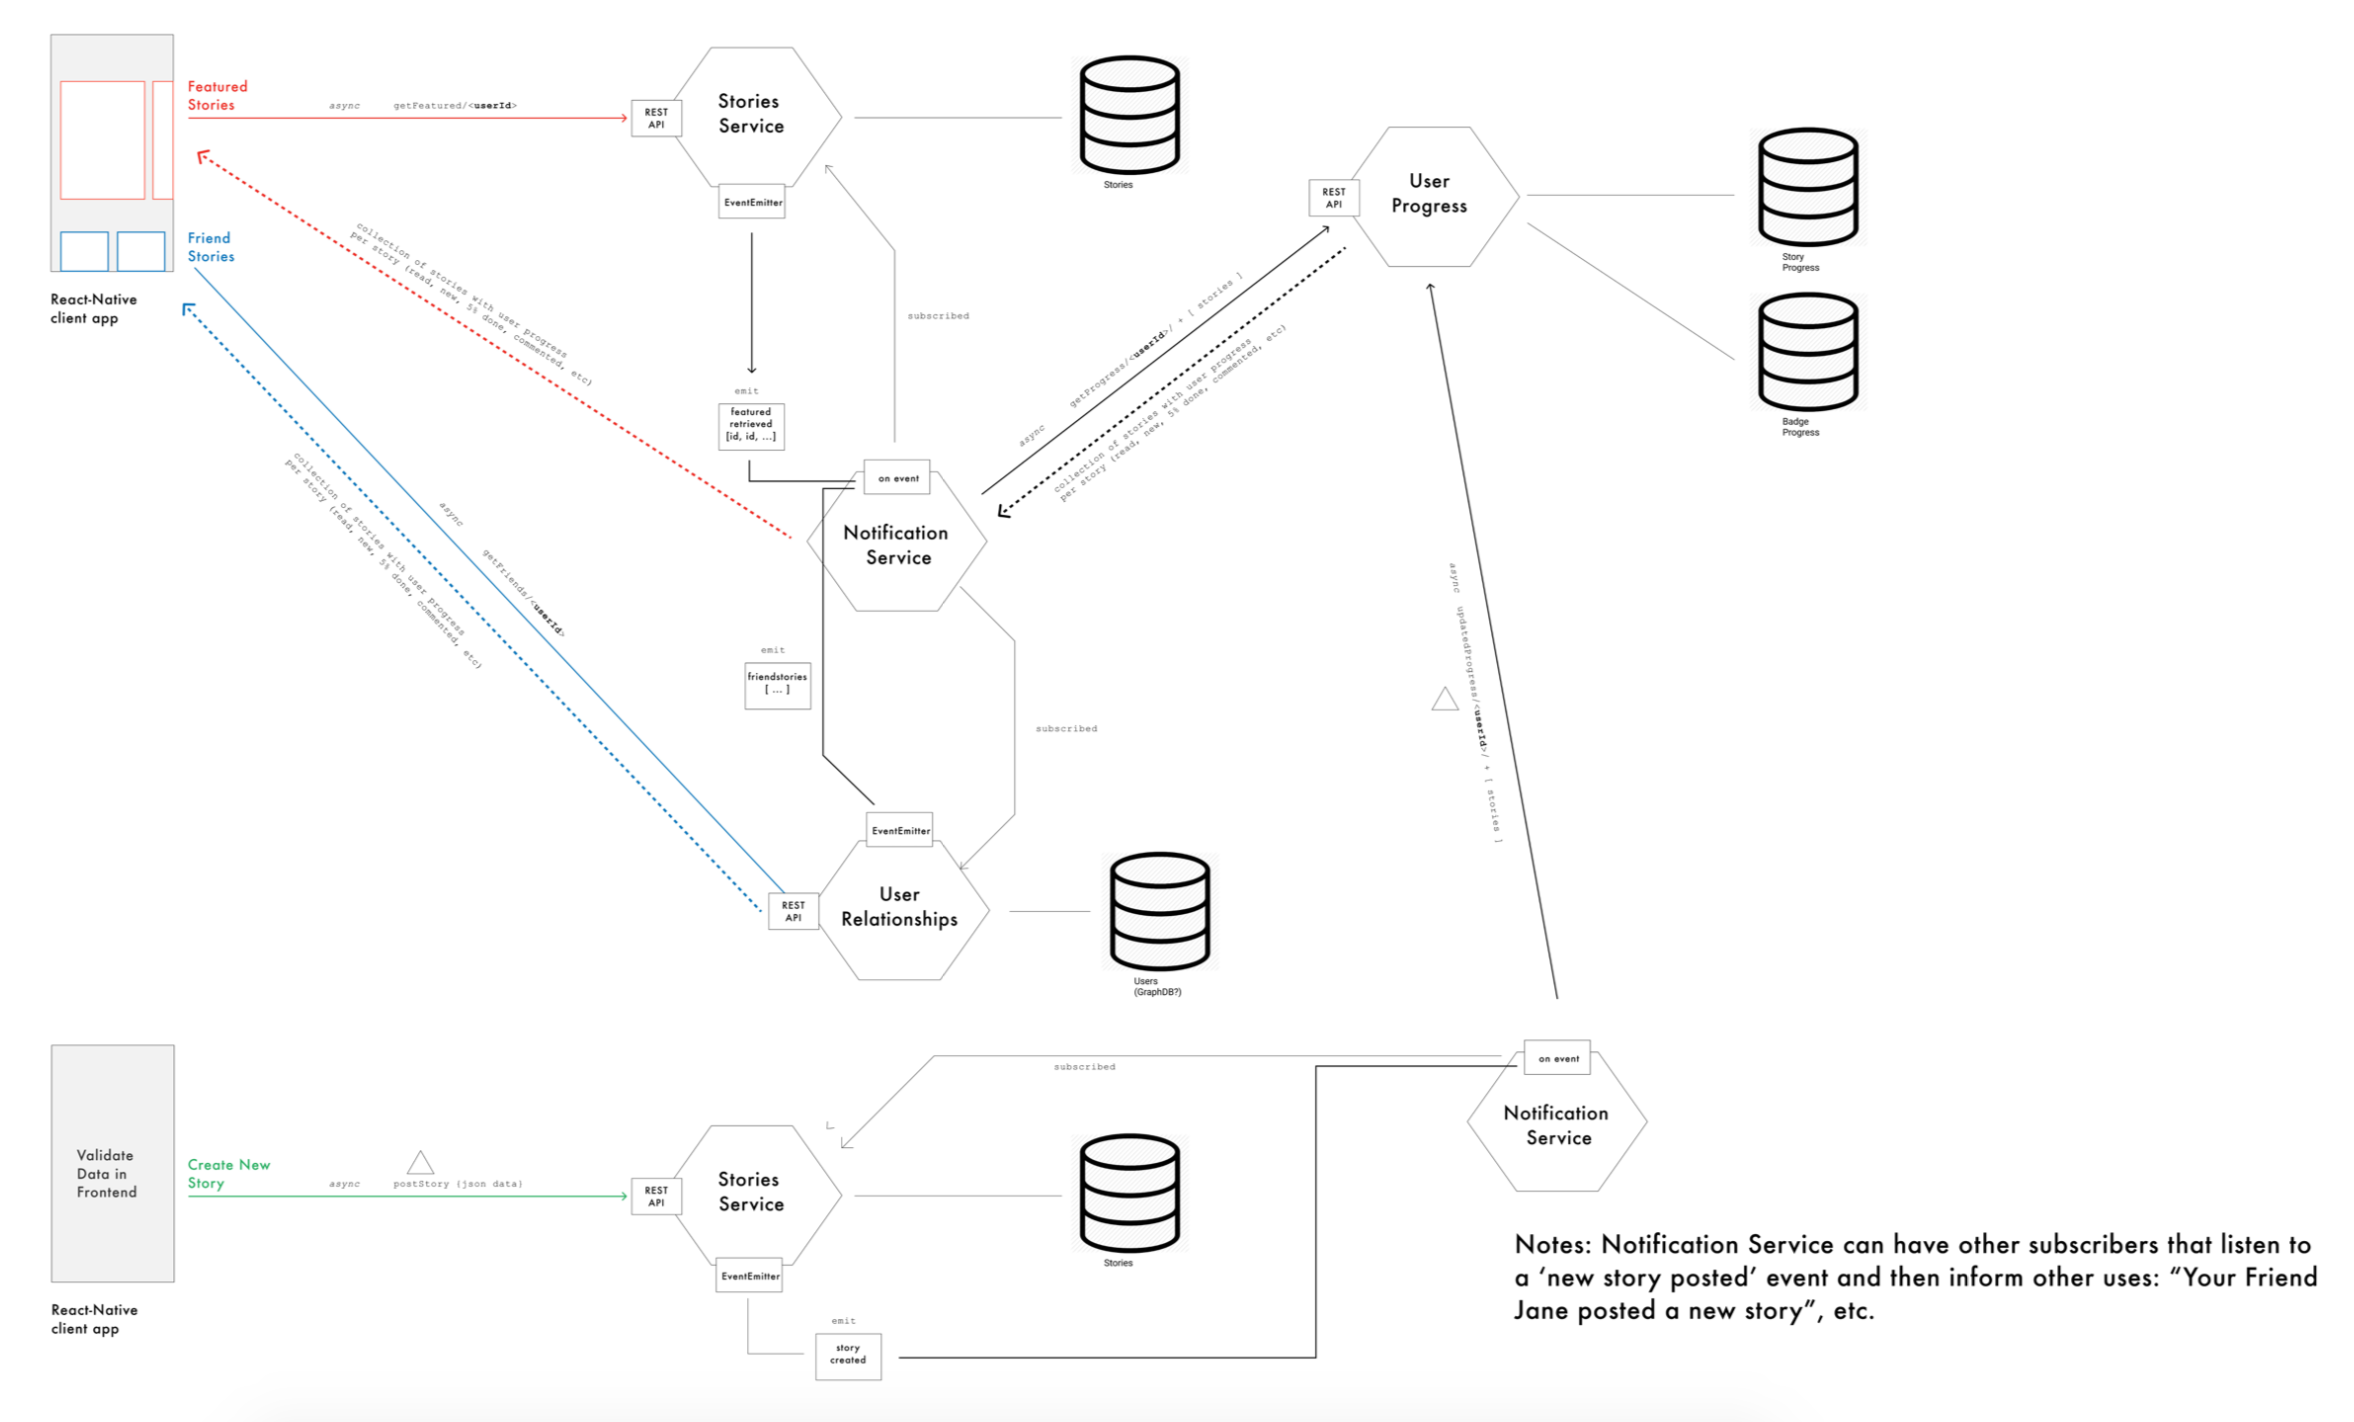 Featured
Stories
async getFeatured/<userId>
REST
API
Stories
Service
EventEmitter
Stories
Friend
Stories
React-Native
client app
collection of stories with user progress
per story (read, new, 5% done, commented, etc)
subscribed
emit
featured
retrieved
[id, id, ...]
on event
Notification
Service
REST
API
User
Progress
Story
Progress
Badge
Progress
async getProgress/<userId>/ + [ stories ]
collection of stories with user progress
per story (read, new, 5% done, commented, etc)
async getFriends/<userId>
collection of stories with user progress
per story (read, new, 5% done, commented, etc)
emit
friendstories
[ ... ]
subscribed
EventEmitter
REST
API
User
Relationships
Users
(GraphDB?)
async updatedProgress/<userId>/ + [ stories ]
Validate
Data in
Frontend
React-Native
client app
Create New
Story
async postStory (json data)
REST
API
Stories
Service
EventEmitter
Stories
subscribed
emit
story
created
on event
Notification
Service
Notes: Notification Service can have other subscribers that listen to
a ‘new story posted’ event and then inform other uses: “Your Friend
Jane posted a new story”, etc.